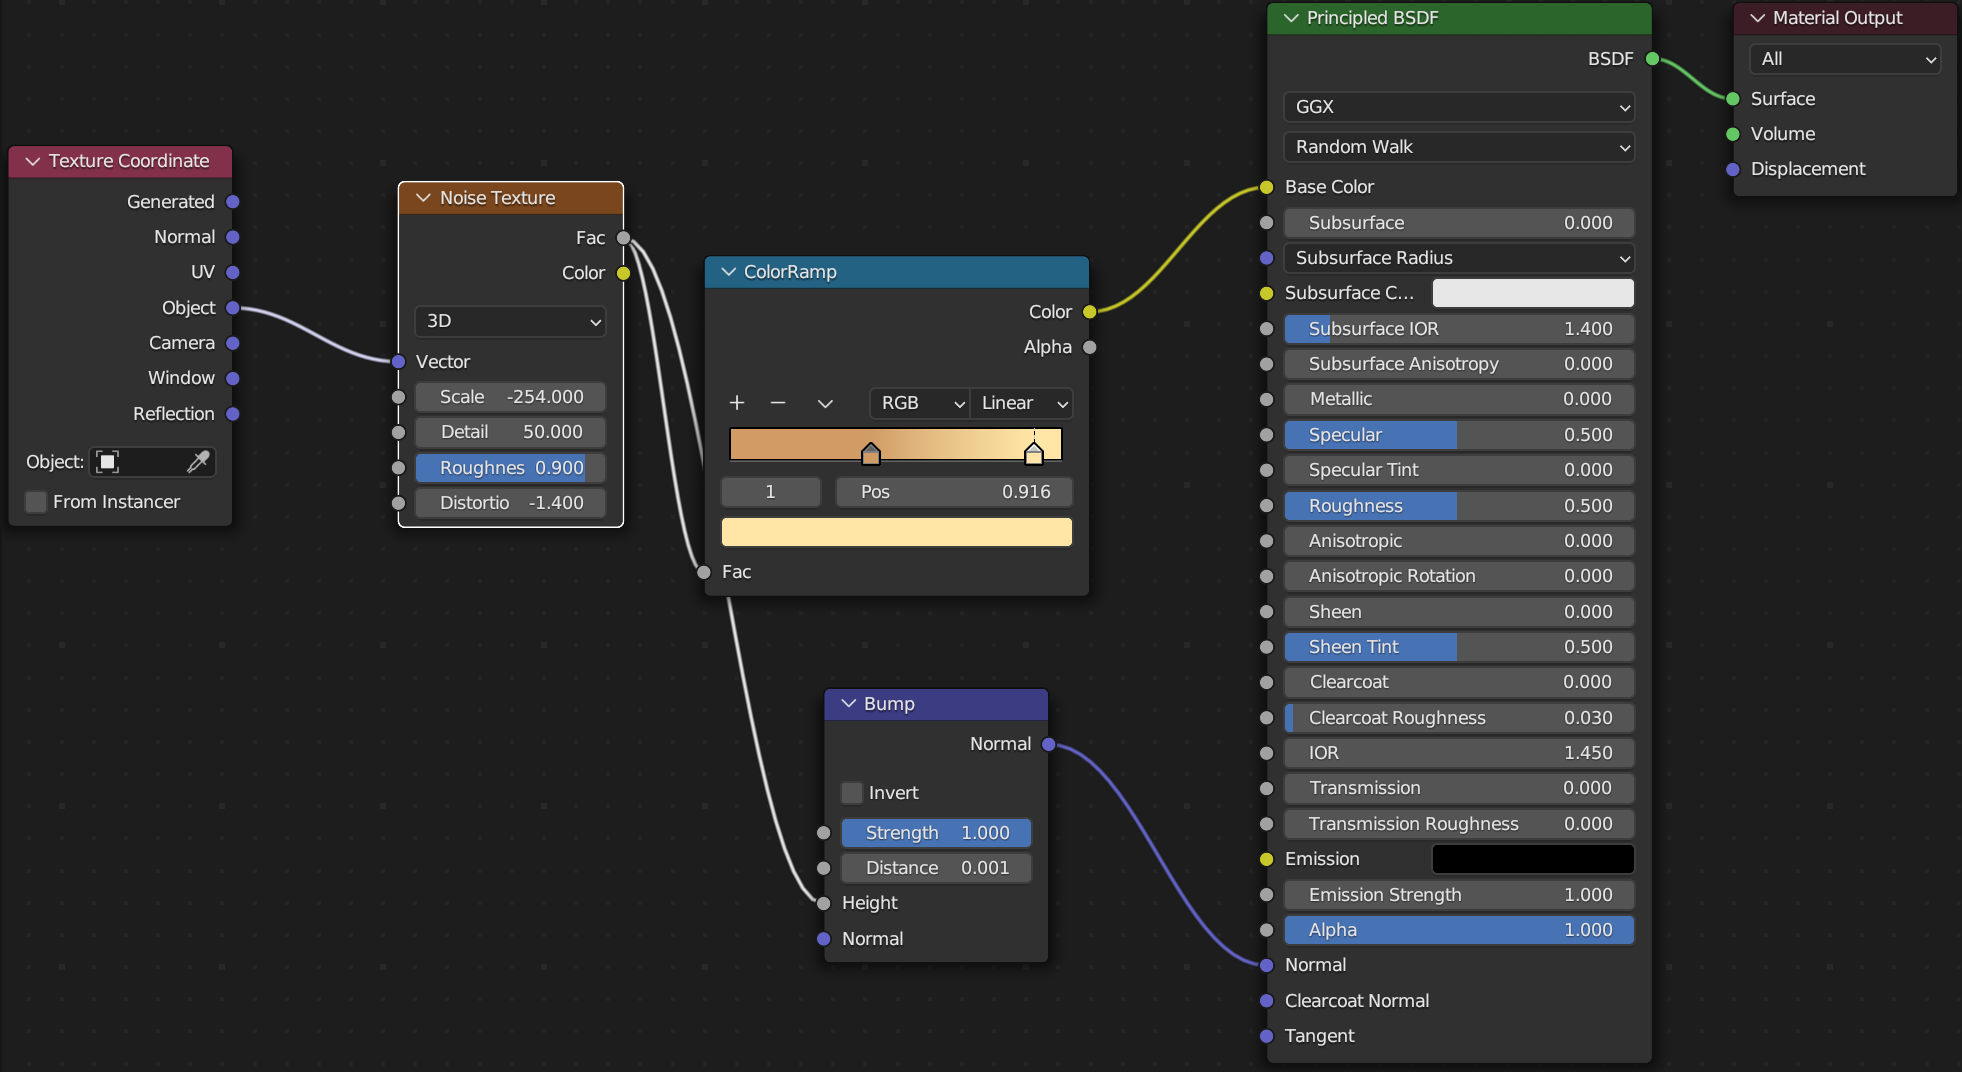 Texture Coordinate
Generated
Normal
UV
Object
Camera
Window
Reflection
Object:
From Instancer
Noise Texture
Fac
Color
3D
Vector
Scale -254.000
Detail 50.000
Roughnes 0.900
Distortio -1.400
ColorRamp
Color
Alpha
+ − RGB Linear
1 Pos 0.916
Fac
Bump
Normal
Invert
Strength 1.000
Distance 0.001
Height
Normal
Principled BSDF
BSDF
GGX
Random Walk
Base Color
Subsurface 0.000
Subsurface Radius
Subsurface C...
Subsurface IOR 1.400
Subsurface Anisotropy 0.000
Metallic 0.000
Specular 0.500
Specular Tint 0.000
Roughness 0.500
Anisotropic 0.000
Anisotropic Rotation 0.000
Sheen 0.000
Sheen Tint 0.500
Clearcoat 0.000
Clearcoat Roughness 0.030
IOR 1.450
Transmission 0.000
Transmission Roughness 0.000
Emission
Emission Strength 1.000
Alpha 1.000
Normal
Clearcoat Normal
Tangent
Material Output
All
Surface
Volume
Displacement